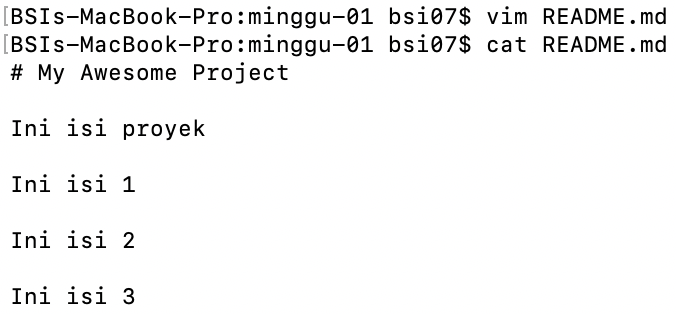 [BSIs-MacBook-Pro:minggu-01 bsi07$ vim README.md
[BSIs-MacBook-Pro:minggu-01 bsi07$ cat README.md
# My Awesome Project
Ini isi proyek
Ini isi 1
Ini isi 2
Ini isi 3